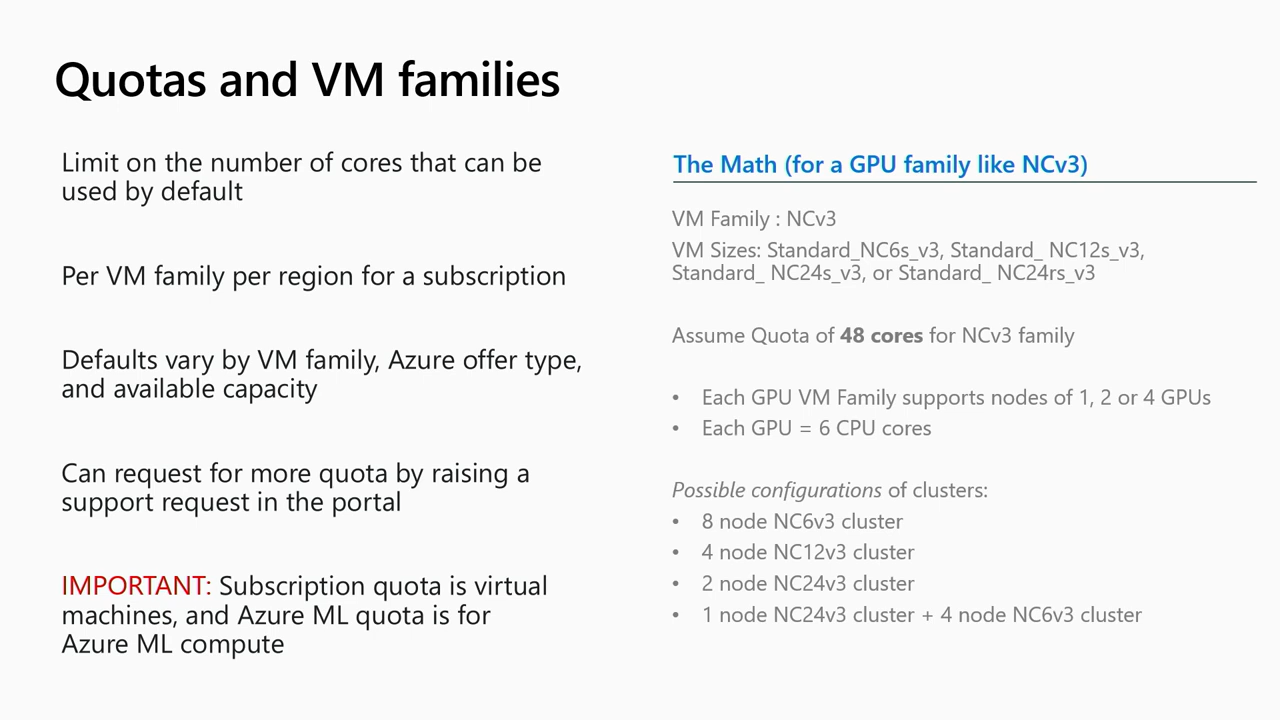 Quotas and VM families
Limit on the number of cores that can be
used by default
Per VM family per region for a subscription
Defaults vary by VM family, Azure offer type,
and available capacity
Can request for more quota by raising a
support request in the portal
IMPORTANT: Subscription quota is virtual
machines, and Azure ML quota is for
Azure ML compute
The Math (for a GPU family like NCv3)
VM Family : NCv3
VM Sizes: Standard_NC6s_v3, Standard_ NC12s_v3,
Standard_ NC24s_v3, or Standard_ NC24rs_v3
Assume Quota of 48 cores for NCv3 family
• Each GPU VM Family supports nodes of 1, 2 or 4 GPUs
• Each GPU = 6 CPU cores
Possible configurations of clusters:
• 8 node NC6v3 cluster
• 4 node NC12v3 cluster
• 2 node NC24v3 cluster
• 1 node NC24v3 cluster + 4 node NC6v3 cluster